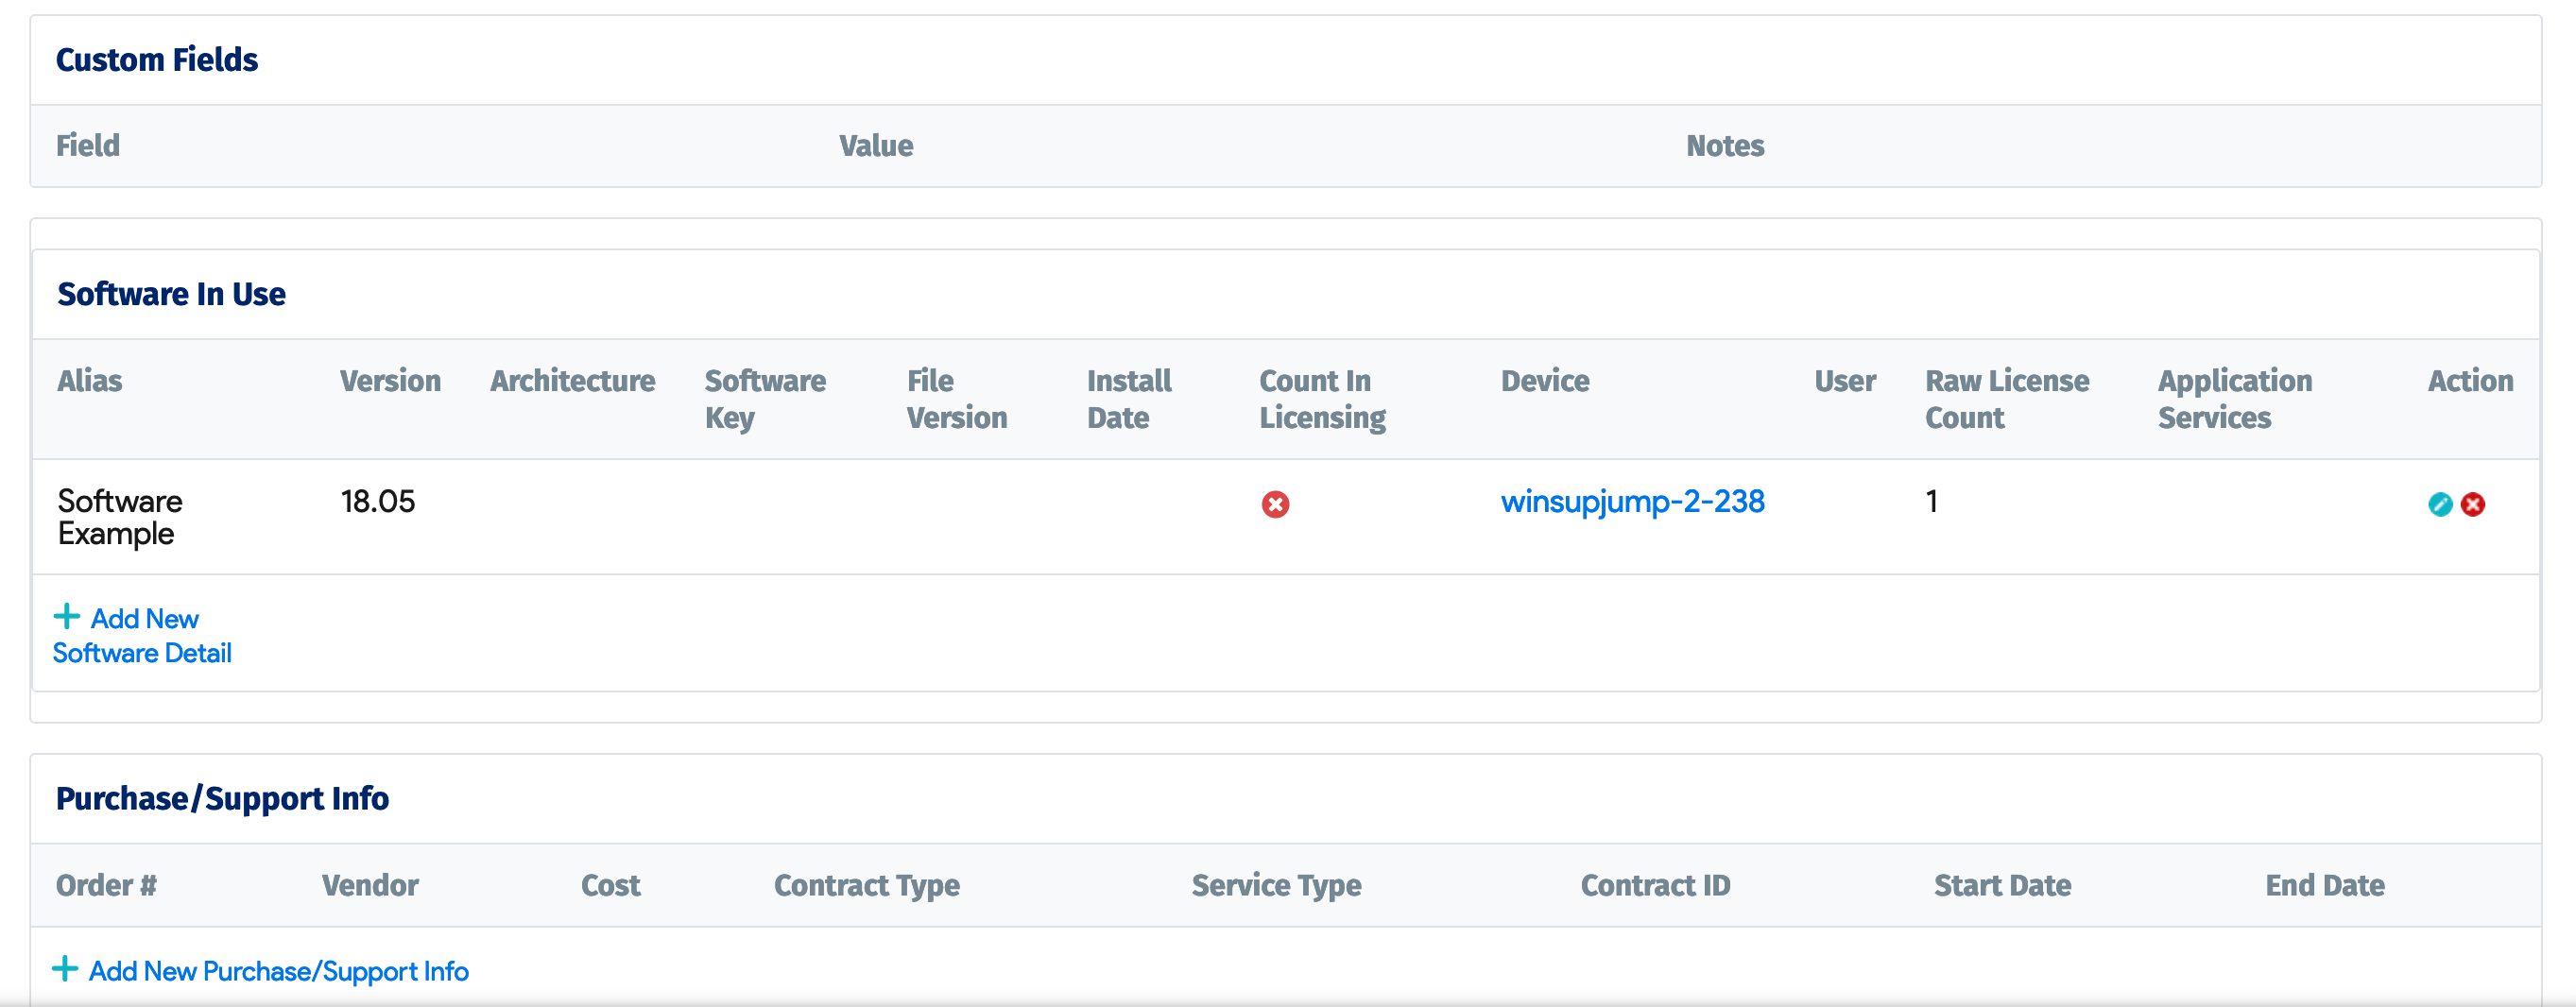 Custom Fields
Field Value Notes
Software In Use
Alias Version Architecture Software Key File Version Install Date Count In Licensing Device User Raw License Count Application Services Action
Software Example 18.05 winsupjump-2-238 1
Add New
Software Detail
Purchase/Support Info
Order # Vendor Cost Contract Type Service Type Contract ID Start Date End Date
Add New Purchase/Support Info